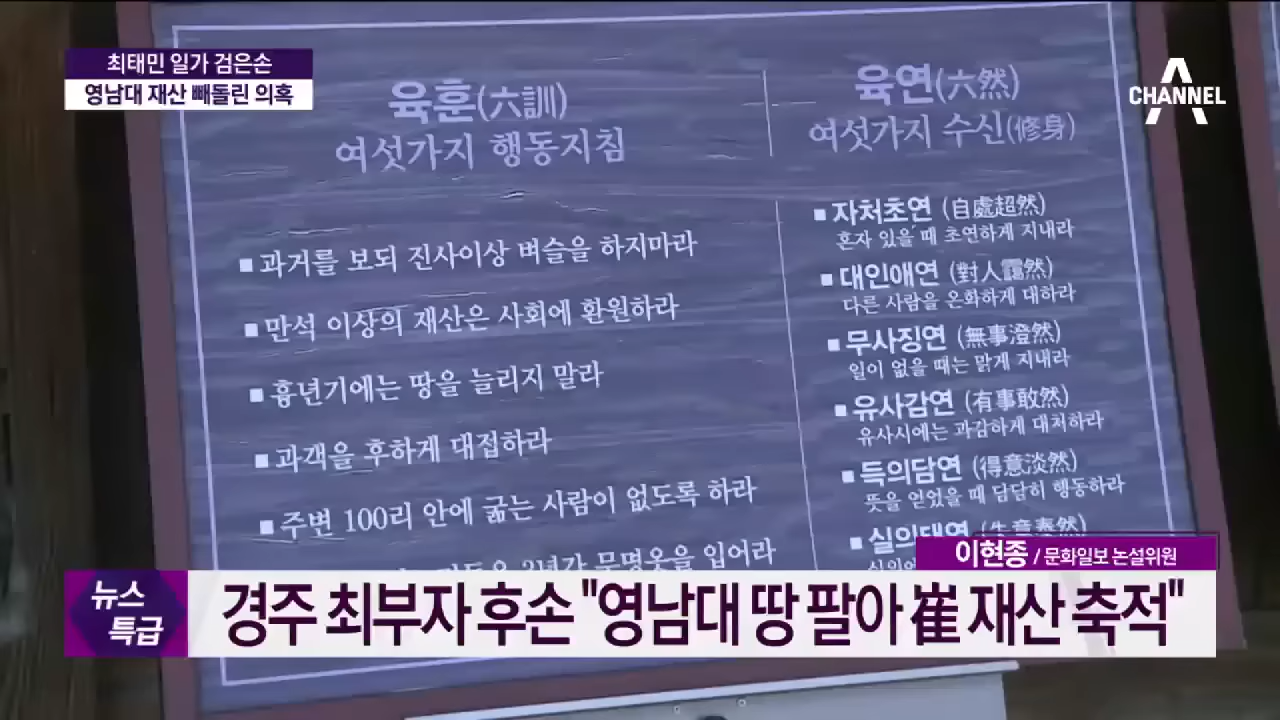 최태민 일가 검은손
영남대 재산 빼돌린 의혹
CHANNEL
육훈(六訓)
여섯가지 행동지침
■ 과거를 보되 진사이상 벼슬을 하지마라
■ 만석 이상의 재산은 사회에 환원하라
■ 흉년기에는 땅을 늘리지 말라
■ 과객을 후하게 대접하라
■ 주변 100리 안에 굶는 사람이 없도록 하라
무명옷을 입어라
육연(六然)
여섯가지 수신(修身)
■ 자처초연 (自處超然)
혼자 있을 때 초연하게 지내라
■ 대인애연 (對人靄然)
다른 사람을 온화하게 대하라
■ 무사징연 (無事澄然)
일이 없을 때는 맑게 지내라
■ 유사감연 (有事敢然)
유사시에는 과감하게 대처하라
■ 득의담연 (得意淡然)
뜻을 얻었을 때 담담히 행동하라
■ 실의태연
이현종 / 문화일보 논설위원
뉴스
특급
경주 최부자 후손 "영남대 땅 팔아 崔 재산 축적"